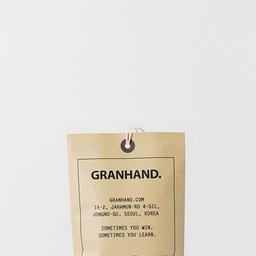 GRANHAND.
GRANHAND.COM
14-2, JAHAMUN-RO 4-GIL,
JONGNO-GU, SEOUL, KOREA
SOMETIMES YOU WIN,
SOMETIMES YOU LEARN.